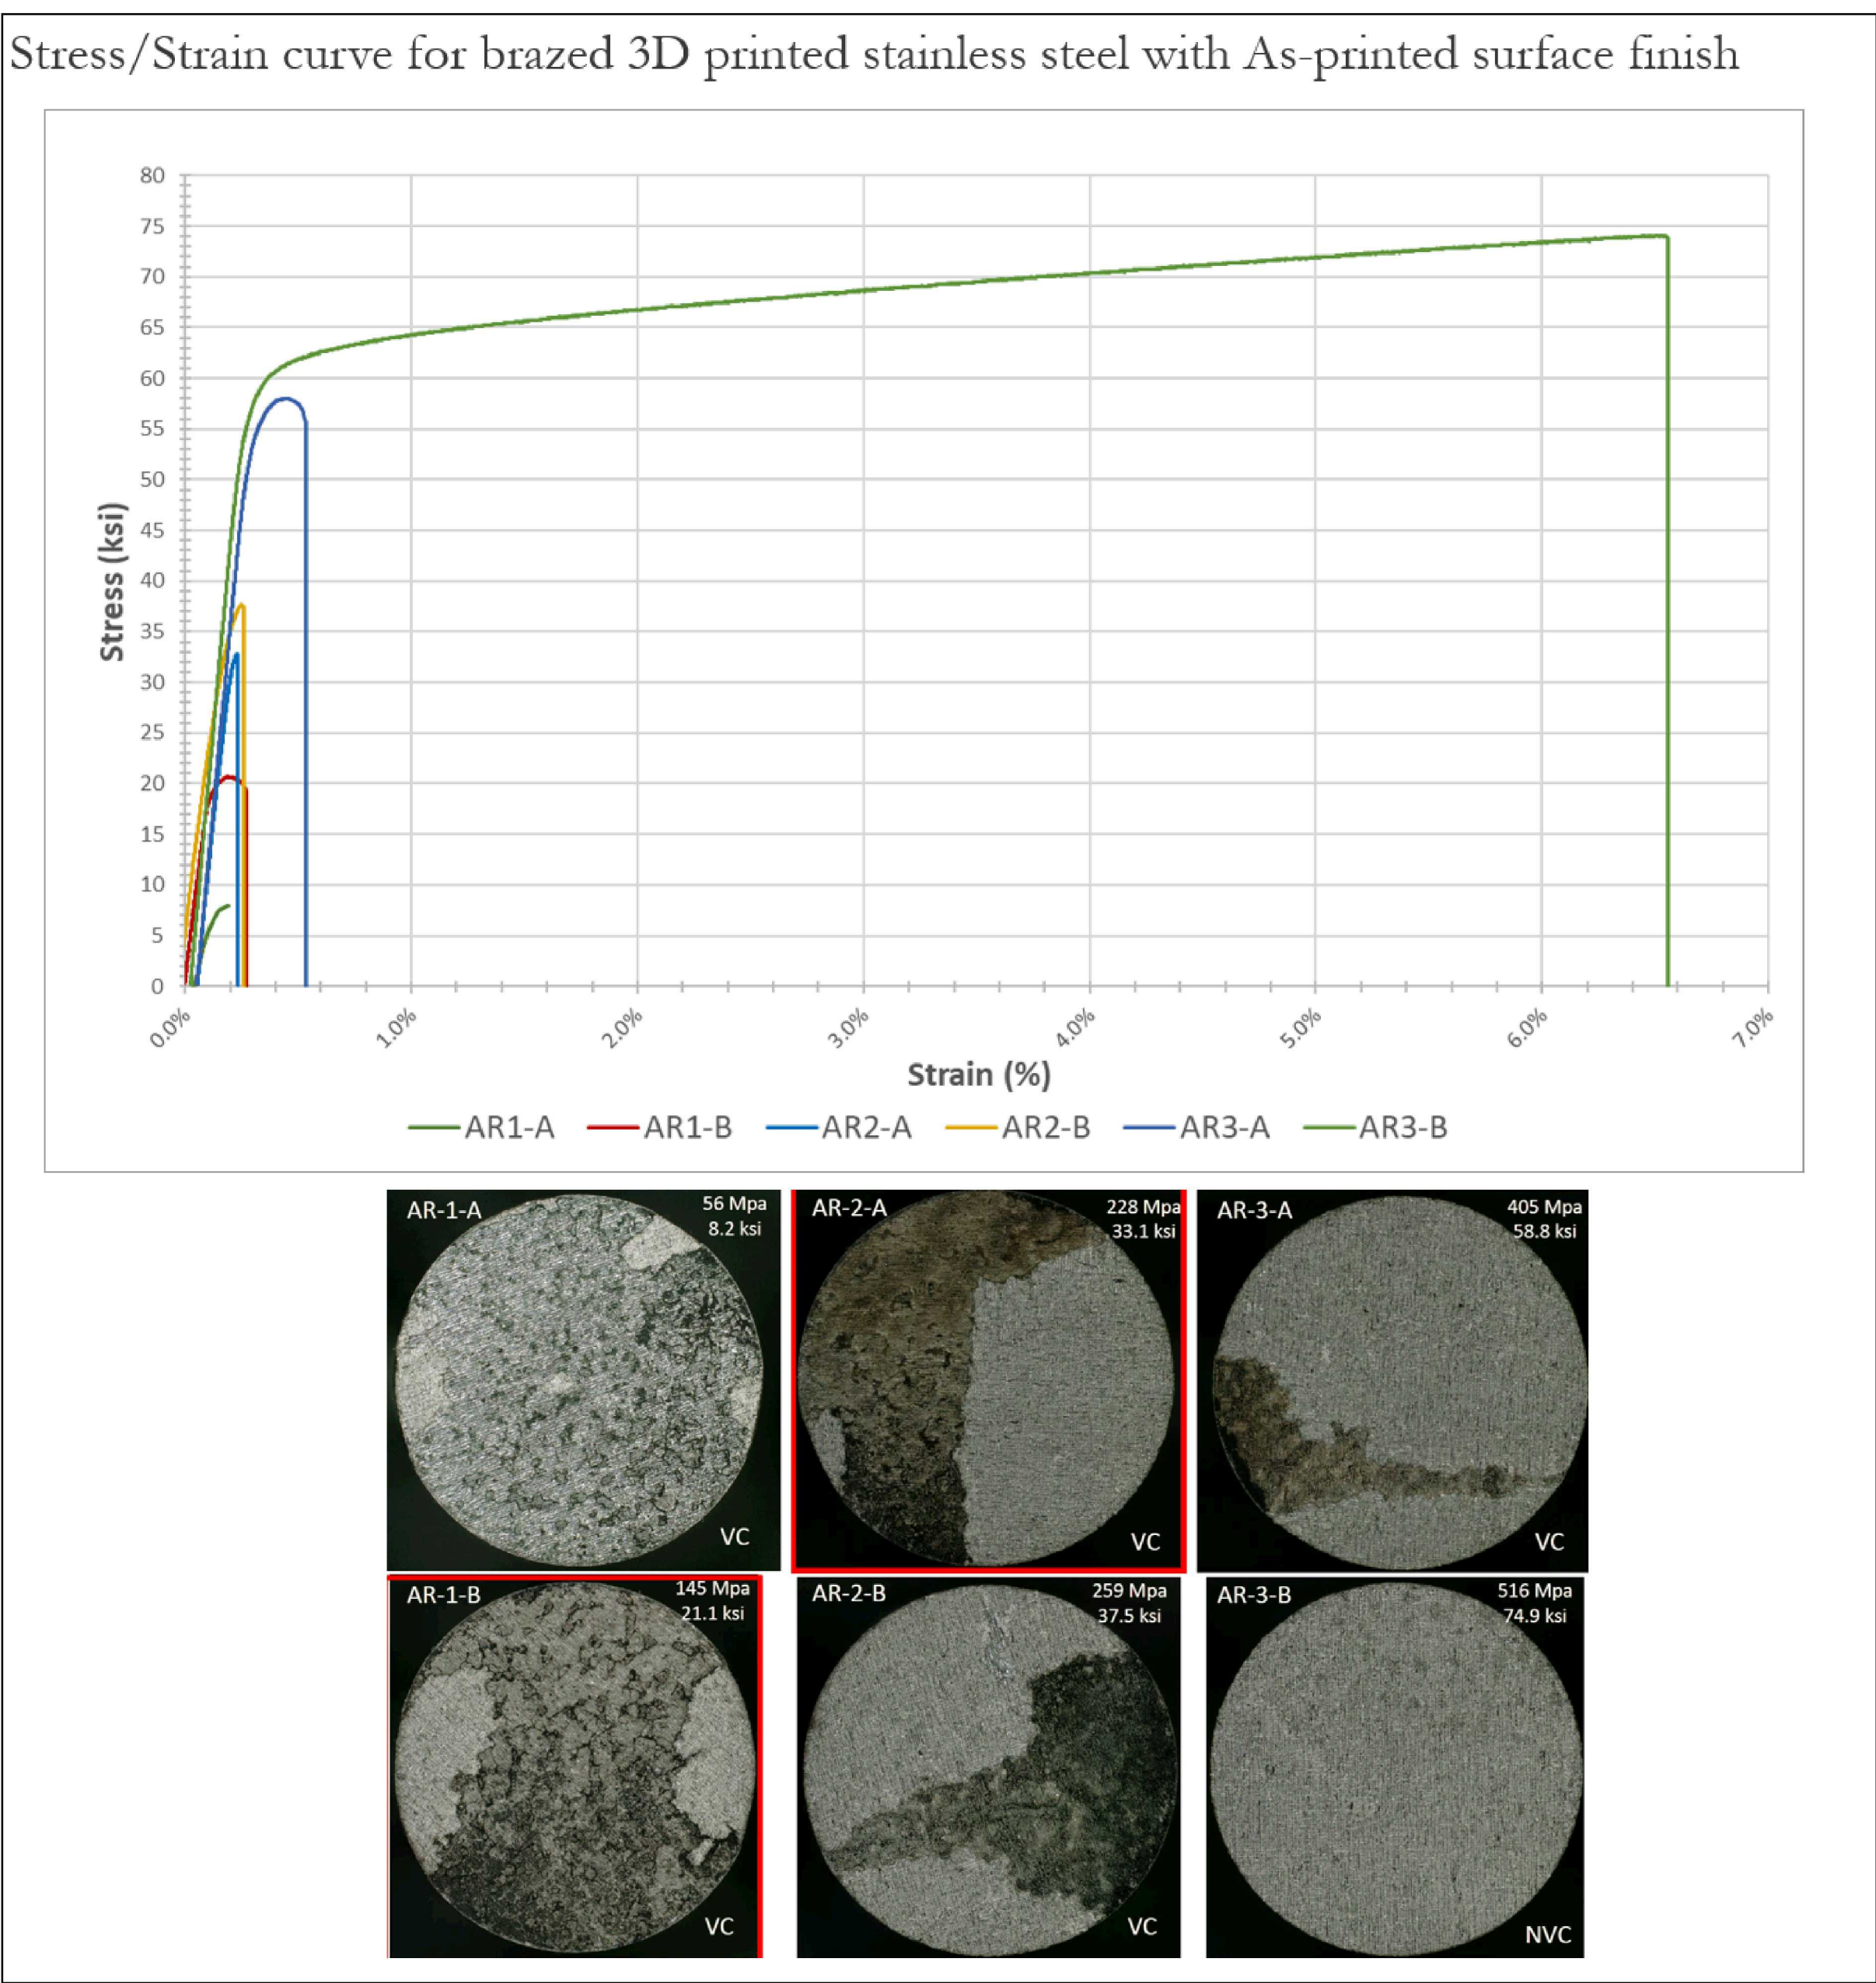 Stress/Strain curve for brazed 3D printed stainless steel with As-printed surface finish
80
75
70
65
60
55
50
45
40
35
30
25
20
15
10
5
0
Stress (ksi)
0.0%
1.0%
2.0%
3.0%
4.0%
5.0%
6.0%
7.0%
Strain (%)
AR1-A AR1-B AR2-A AR2-B AR3-A AR3-B
AR-1-A
56 Mpa
8.2 ksi
VC
AR-2-A
228 Mpa
33.1 ksi
VC
AR-3-A
405 Mpa
58.8 ksi
VC
AR-1-B
145 Mpa
21.1 ksi
VC
AR-2-B
259 Mpa
37.5 ksi
VC
AR-3-B
516 Mpa
74.9 ksi
NVC